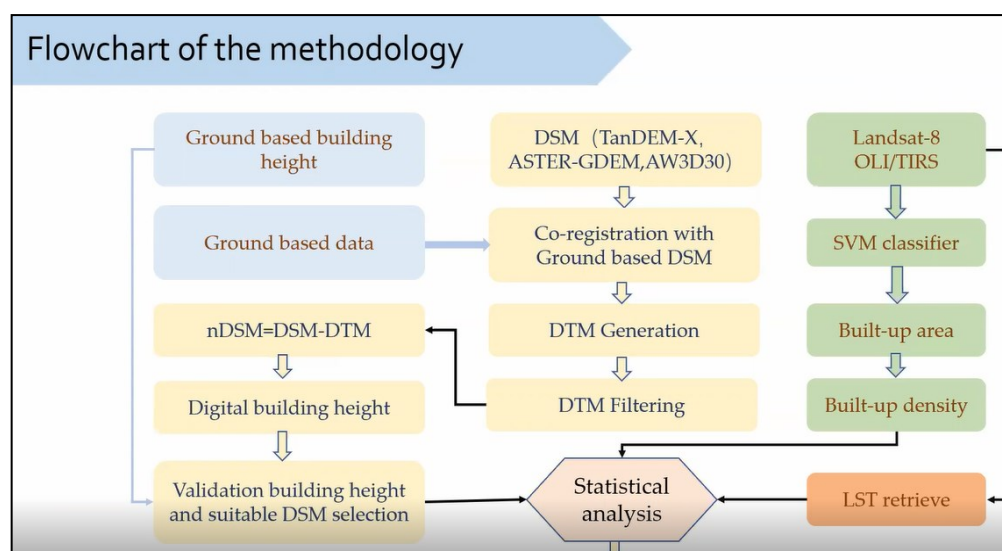 Flowchart of the methodology
Ground based building
height
DSM（TanDEM-X,
ASTER-GDEM,AW3D30）
Landsat-8
OLI/TIRS
Ground based data
Co-registration with
Ground based DSM
SVM classifier
nDSM=DSM-DTM
DTM Generation
Built-up area
Digital building height
DTM Filtering
Built-up density
Validation building height
and suitable DSM selection
Statistical
analysis
LST retrieve